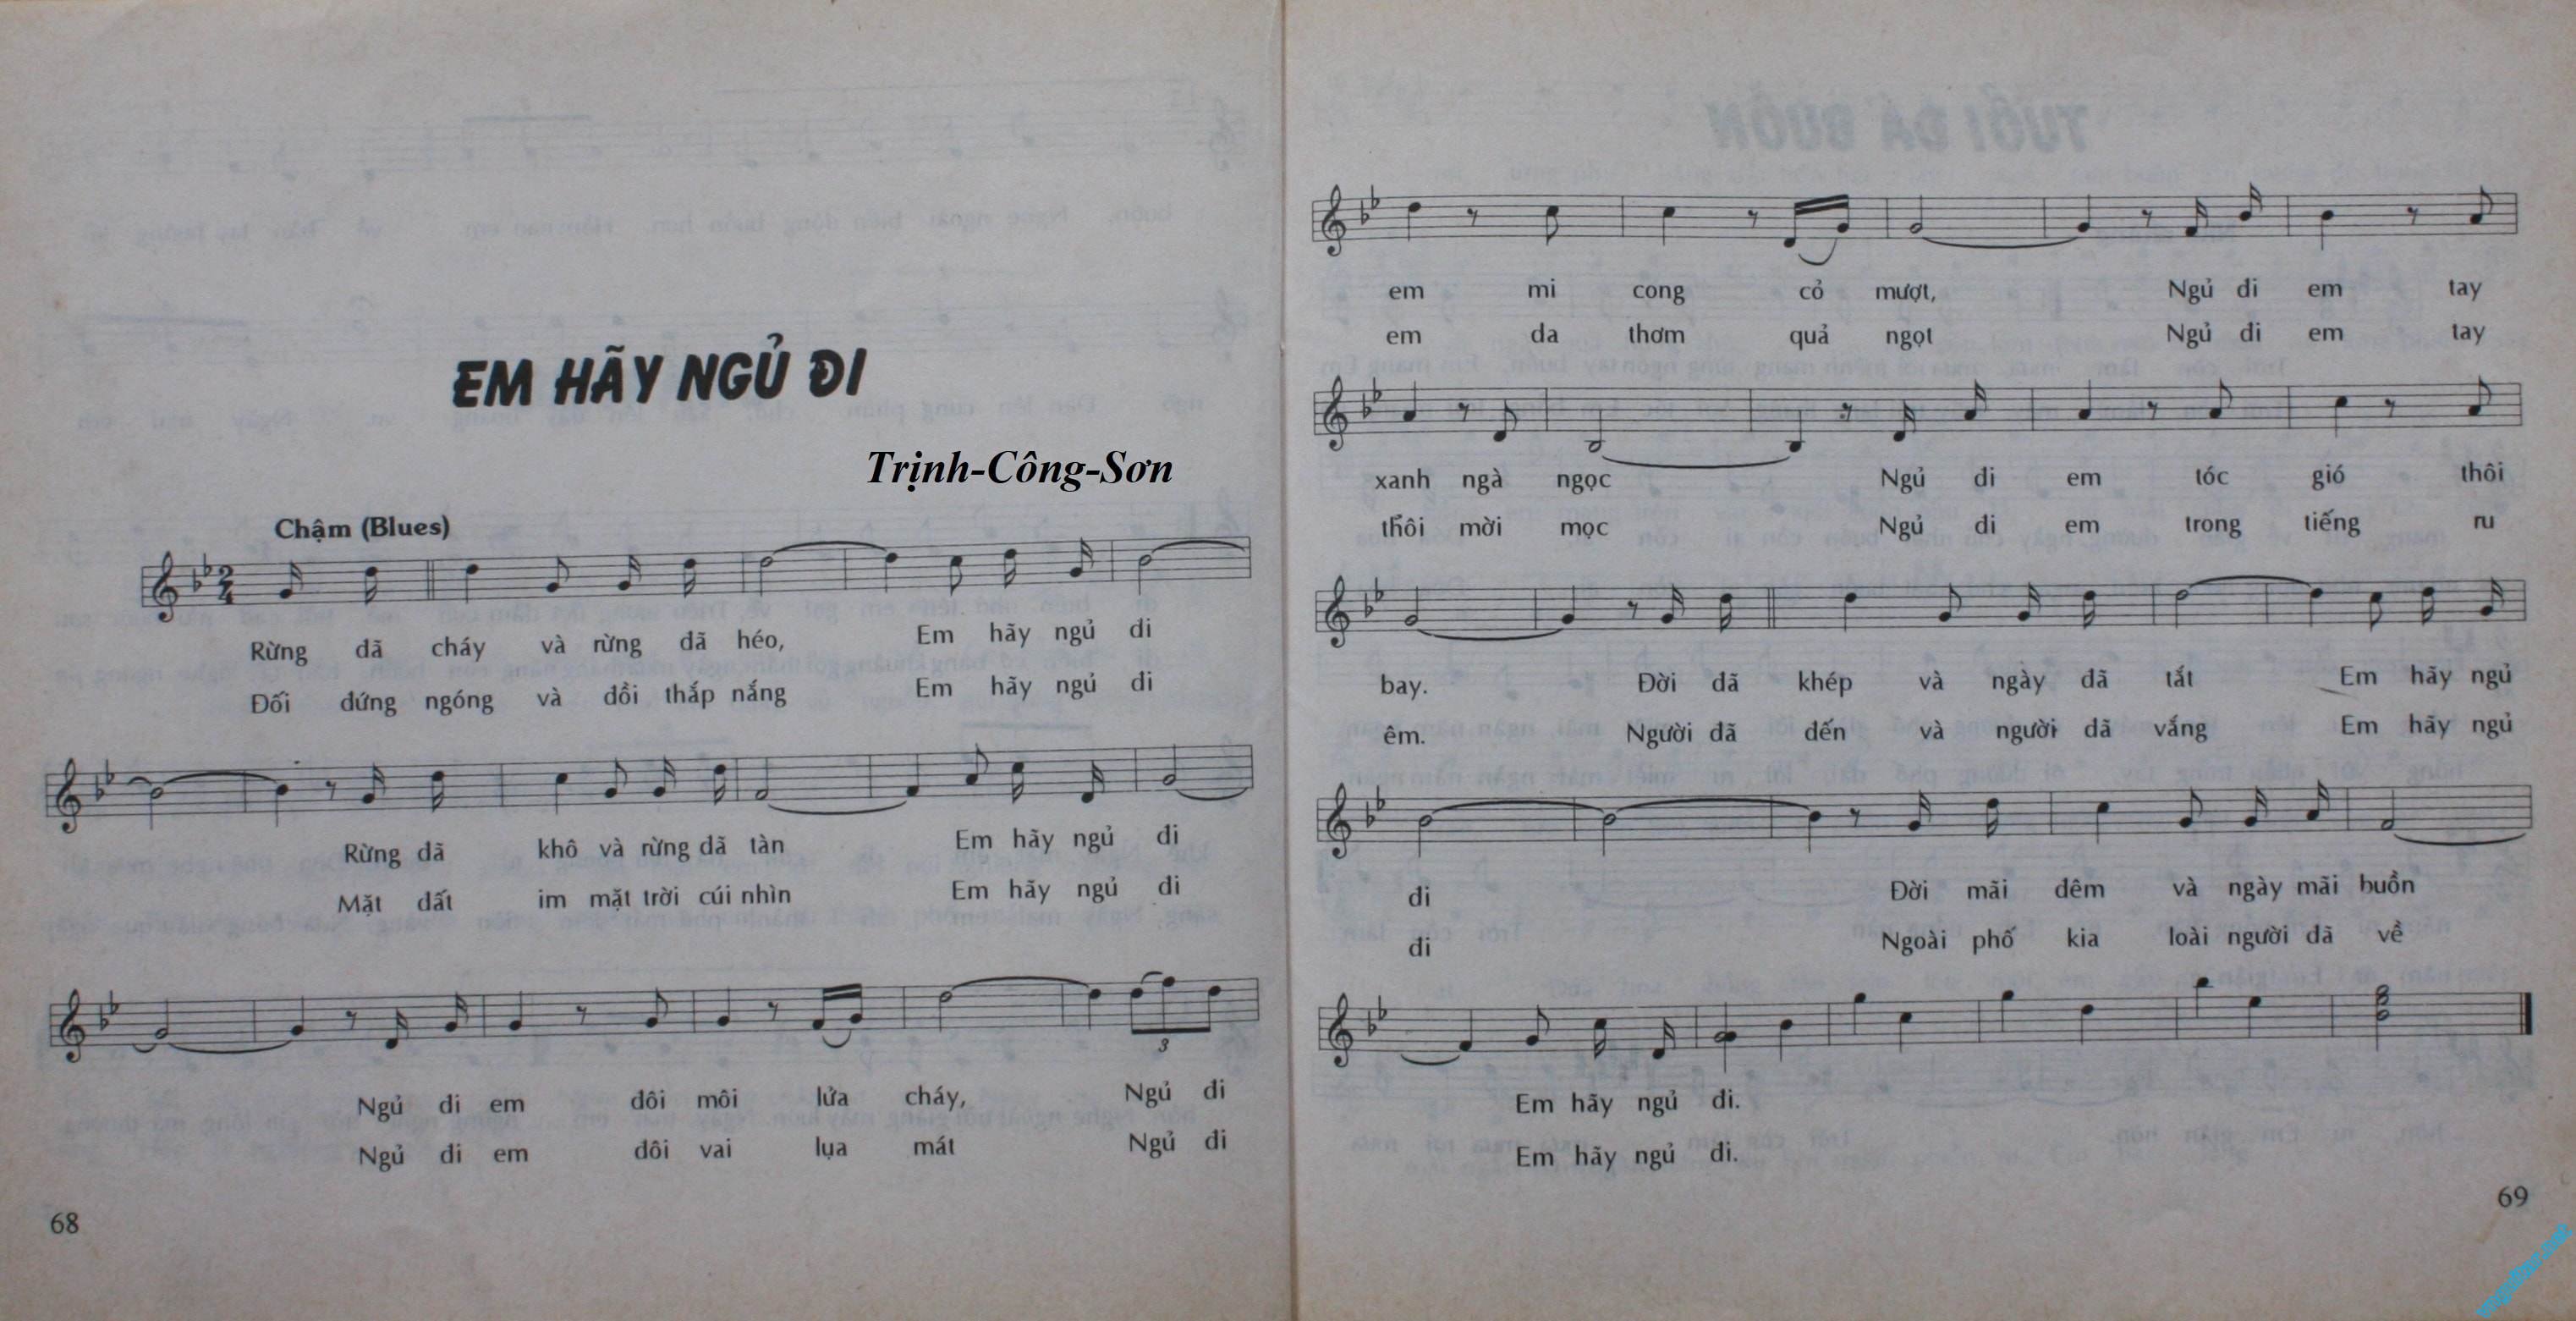 EM HÃY NGỦ ĐI
Trịnh-Công-Sơn
Chậm (Blues)
2
4
Rừng đã cháy và rừng đã héo, Em hãy ngủ đi
Đối đứng ngóng và đồi thắp nắng Em hãy ngủ đi
Rừng đã khô và rừng đã tàn Em hãy ngủ đi
Mặt đất im mặt trời cúi nhìn Em hãy ngủ đi
3
Ngủ đi em đôi môi lửa cháy, Ngủ đi
Ngủ đi em đôi vai lụa mát Ngủ đi
68
em mi cong cỏ mượt, Ngủ đi em tay
em da thơm quả ngọt Ngủ đi em tay
xanh ngà ngọc Ngủ đi em tóc gió thôi
thôi mời mọc Ngủ đi em trong tiếng ru
bay. Đời đã khép và ngày đã tắt Em hãy ngủ
êm. Người đã đến và người đã vắng Em hãy ngủ
đi Đời mãi đêm và ngày mãi buồn
đi Ngoài phố kia loài người đã về
Em hãy ngủ đi.
Em hãy ngủ đi.
69